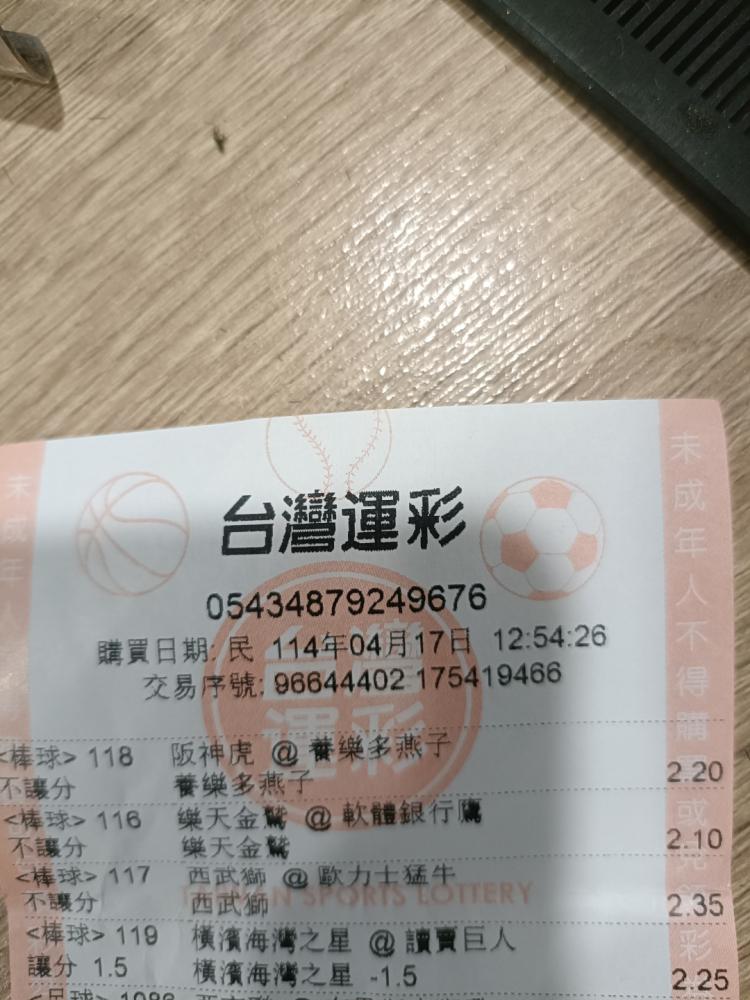 台灣運彩
05434879249676
購買日期: 民 114年04月17日 12:54:26
交易序號: 96644402 175419466
<棒球> 118 阪神虎 @ 養樂多燕子
不讓分 養樂多燕子 2.20
<棒球> 116 樂天金鷲 @ 軟體銀行鷹
不讓分 樂天金鷲 2.10
<棒球> 117 西武獅 @ 歐力士猛牛
不讓分 西武獅 2.35
<棒球> 119 橫濱海灣之星 @ 讀賣巨人
讓分 1.5 橫濱海灣之星 -1.5 2.25
台灣運彩
SPORTS LOTTERY
未成年人
未成年人不得購
或
彩